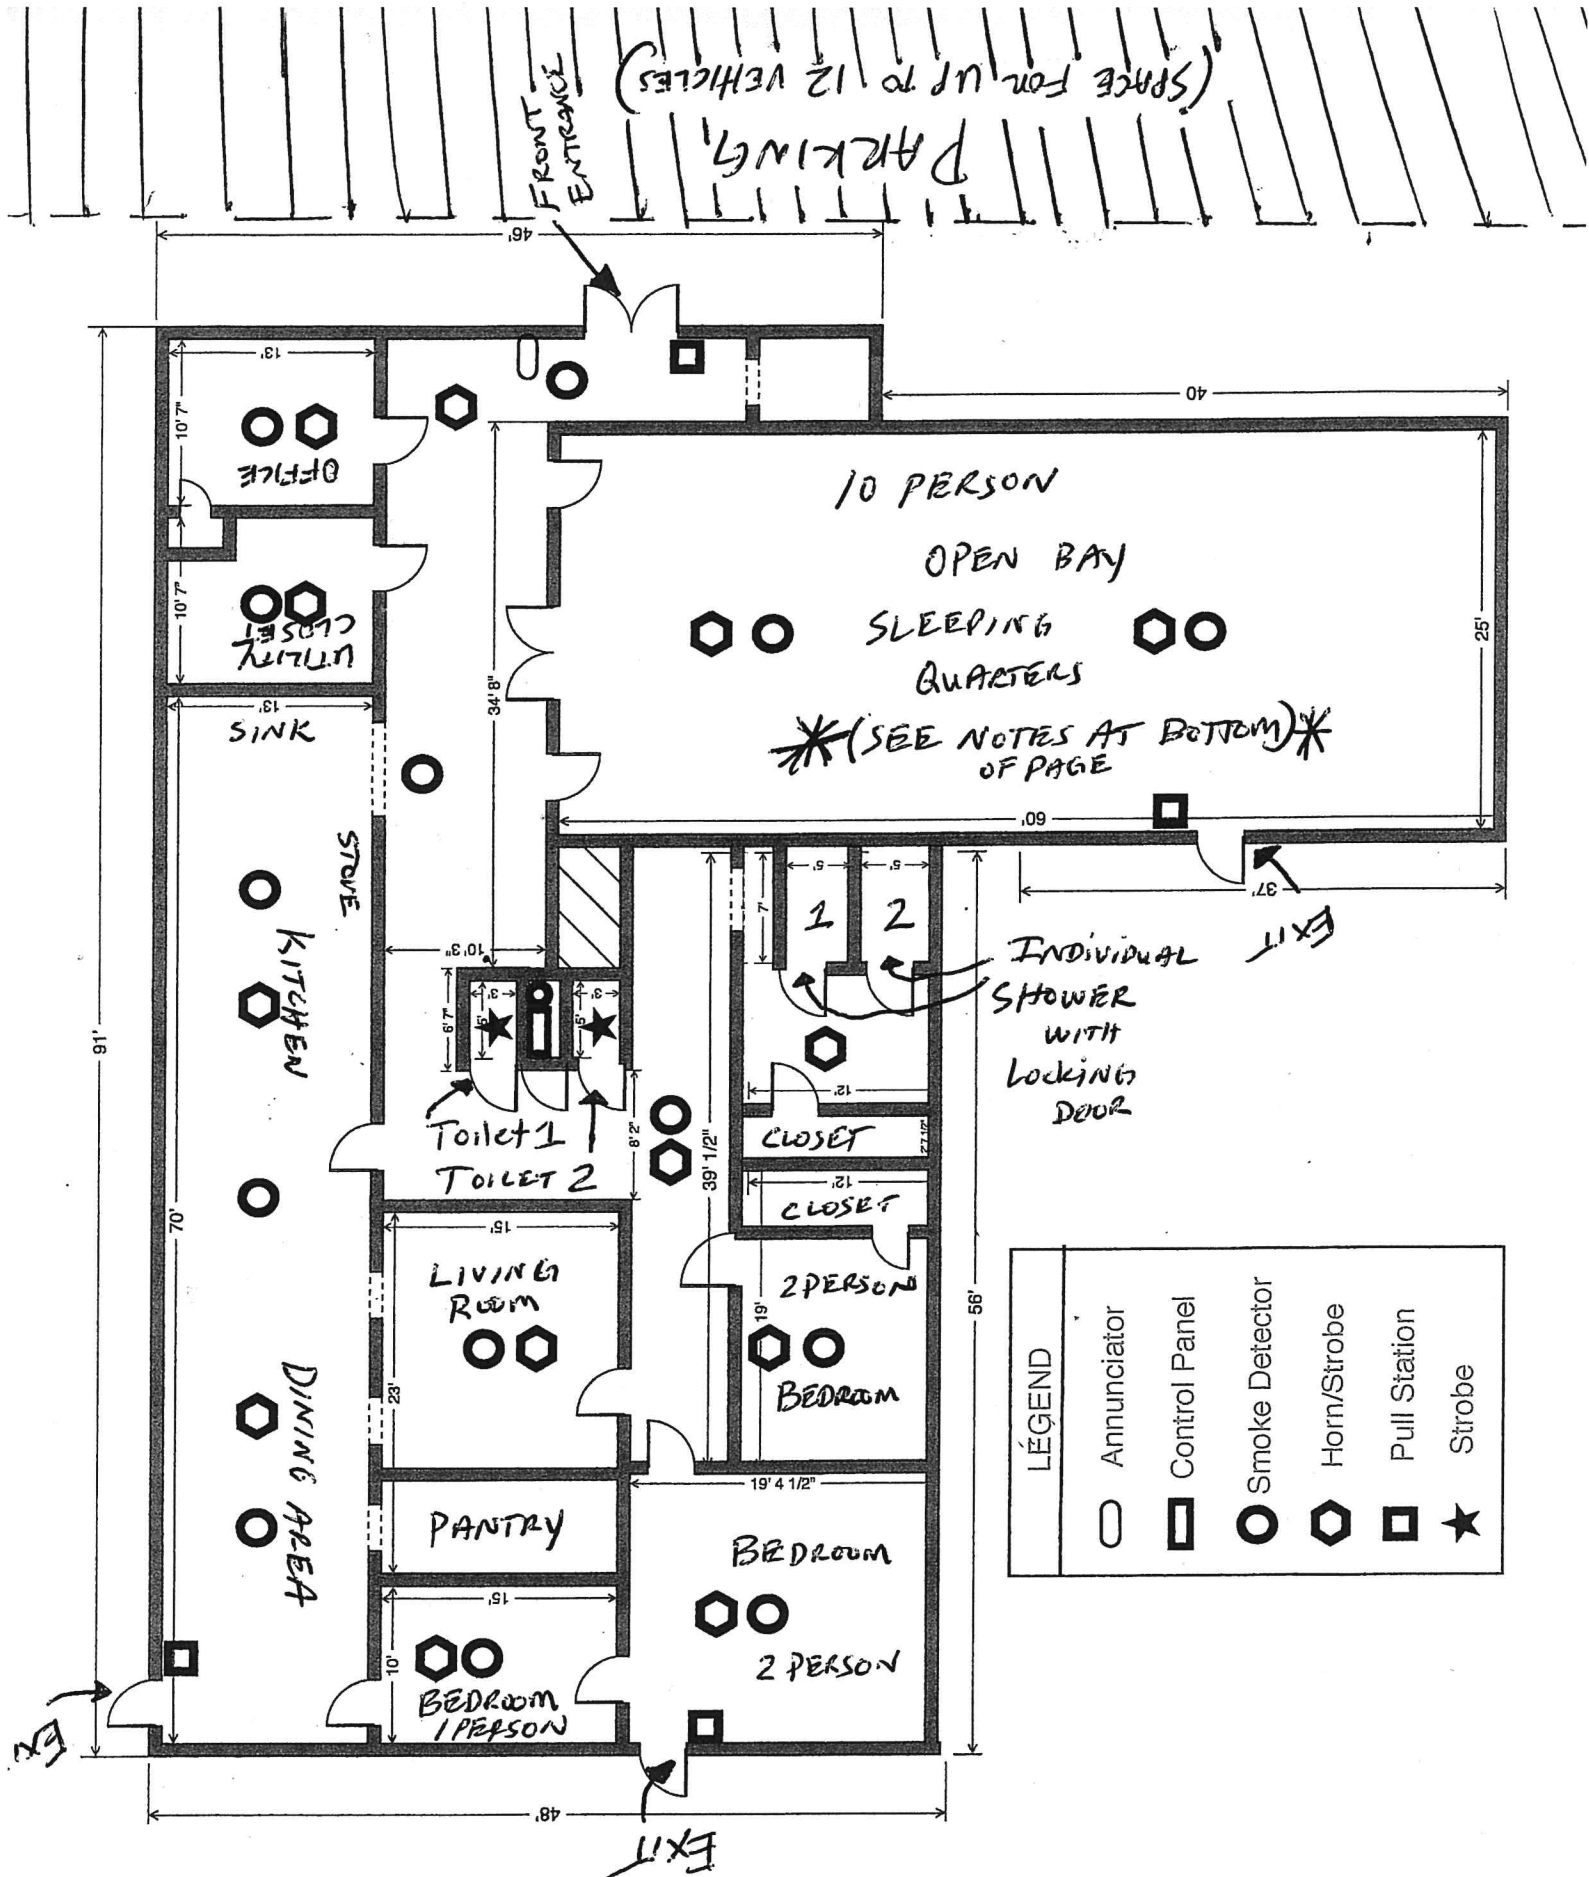 (SPACE FOR UP TO 12 VEHICLES)
PARKING
FRONT
ENTRANCE
46'
13'
10' 7"
OFFICE
40'
10' 7"
UTILITY
CLOSET
10 PERSON
OPEN BAY
SLEEPING
QUARTERS
(SEE NOTES AT BOTTOM)
OF PAGE
25'
60'
34' 8"
13'
SINK
STOVE
KITCHEN
91'
70'
10' 3"
6' 7"
3'
5'
3'
5'
Toilet 1
TOILET 2
8' 2"
39' 1/2"
7'
5'
5'
1
2
INDIVIDUAL
SHOWER
WITH
LOCKING
DOOR
37'
EXIT
12'
CLOSET
2' 7 1/2"
12'
CLOSET
15'
LIVING
ROOM
23'
2 PERSON
19'
BEDROOM
56'
DINING AREA
PANTRY
19' 4 1/2"
BEDROOM
2 PERSON
15'
10'
BEDROOM
1 PERSON
48'
EXIT
LEGEND
Annunciator
Control Panel
Smoke Detector
Horn/Strobe
Pull Station
Strobe